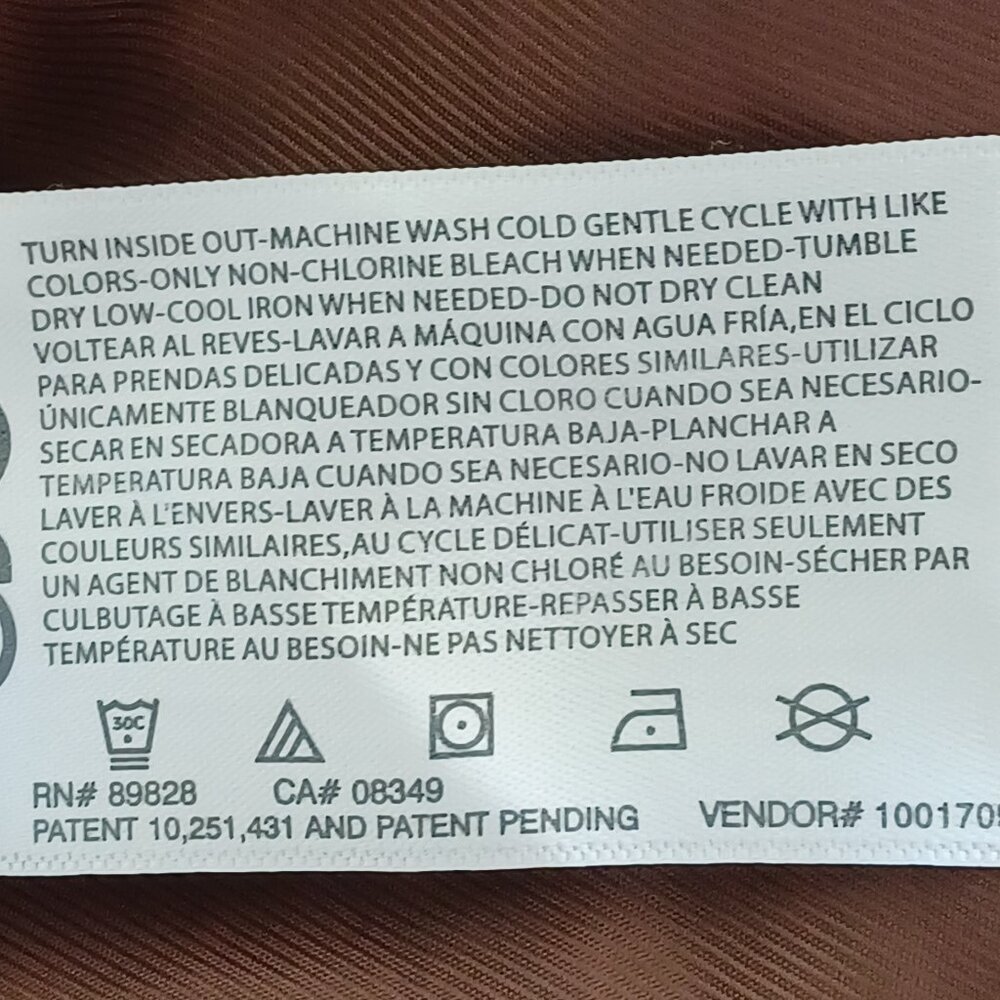 TURN INSIDE OUT-MACHINE WASH COLD GENTLE CYCLE WITH LIKE
COLORS-ONLY NON-CHLORINE BLEACH WHEN NEEDED-TUMBLE
DRY LOW-COOL IRON WHEN NEEDED-DO NOT DRY CLEAN
VOLTEAR AL REVES-LAVAR A MÁQUINA CON AGUA FRÍA,EN EL CICLO
PARA PRENDAS DELICADAS Y CON COLORES SIMILARES-UTILIZAR
ÚNICAMENTE BLANQUEADOR SIN CLORO CUANDO SEA NECESARIO-
SECAR EN SECADORA A TEMPERATURA BAJA-PLANCHAR A
TEMPERATURA BAJA CUANDO SEA NECESARIO-NO LAVAR EN SECO
LAVER À L'ENVERS-LAVER À LA MACHINE À L'EAU FROIDE AVEC DES
COULEURS SIMILAIRES,AU CYCLE DÉLICAT-UTILISER SEULEMENT
UN AGENT DE BLANCHIMENT NON CHLORÉ AU BESOIN-SÉCHER PAR
CULBUTAGE À BASSE TEMPÉRATURE-REPASSER À BASSE
TEMPÉRATURE AU BESOIN-NE PAS NETTOYER À SEC
30C
RN# 89828 CA# 08349
PATENT 10,251,431 AND PATENT PENDING VENDOR# 100170